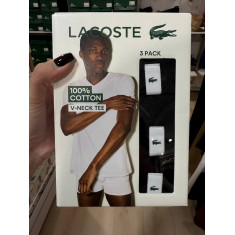 LACOSTE
3 PACK
100%
COTTON
V-NECK TEE